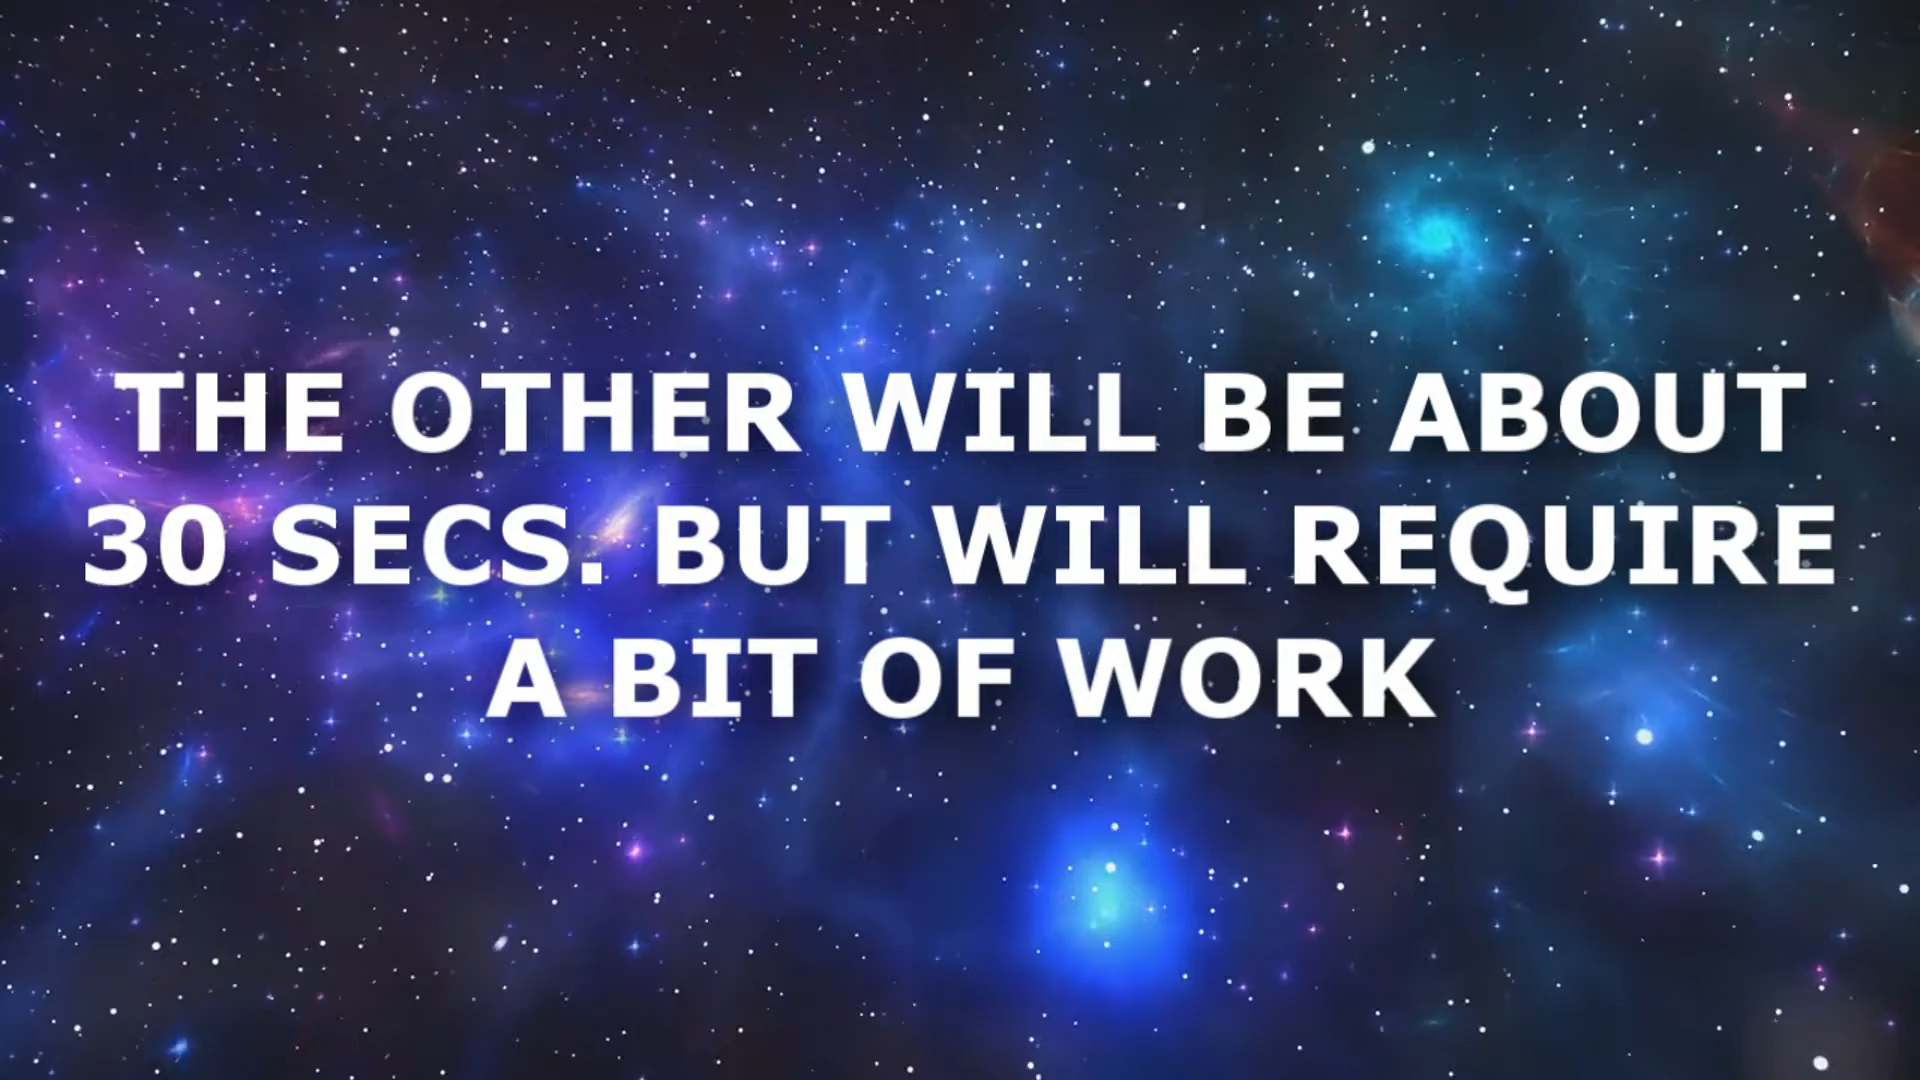 THE OTHER WILL BE ABOUT
30 SECS. BUT WILL REQUIRE
A BIT OF WORK